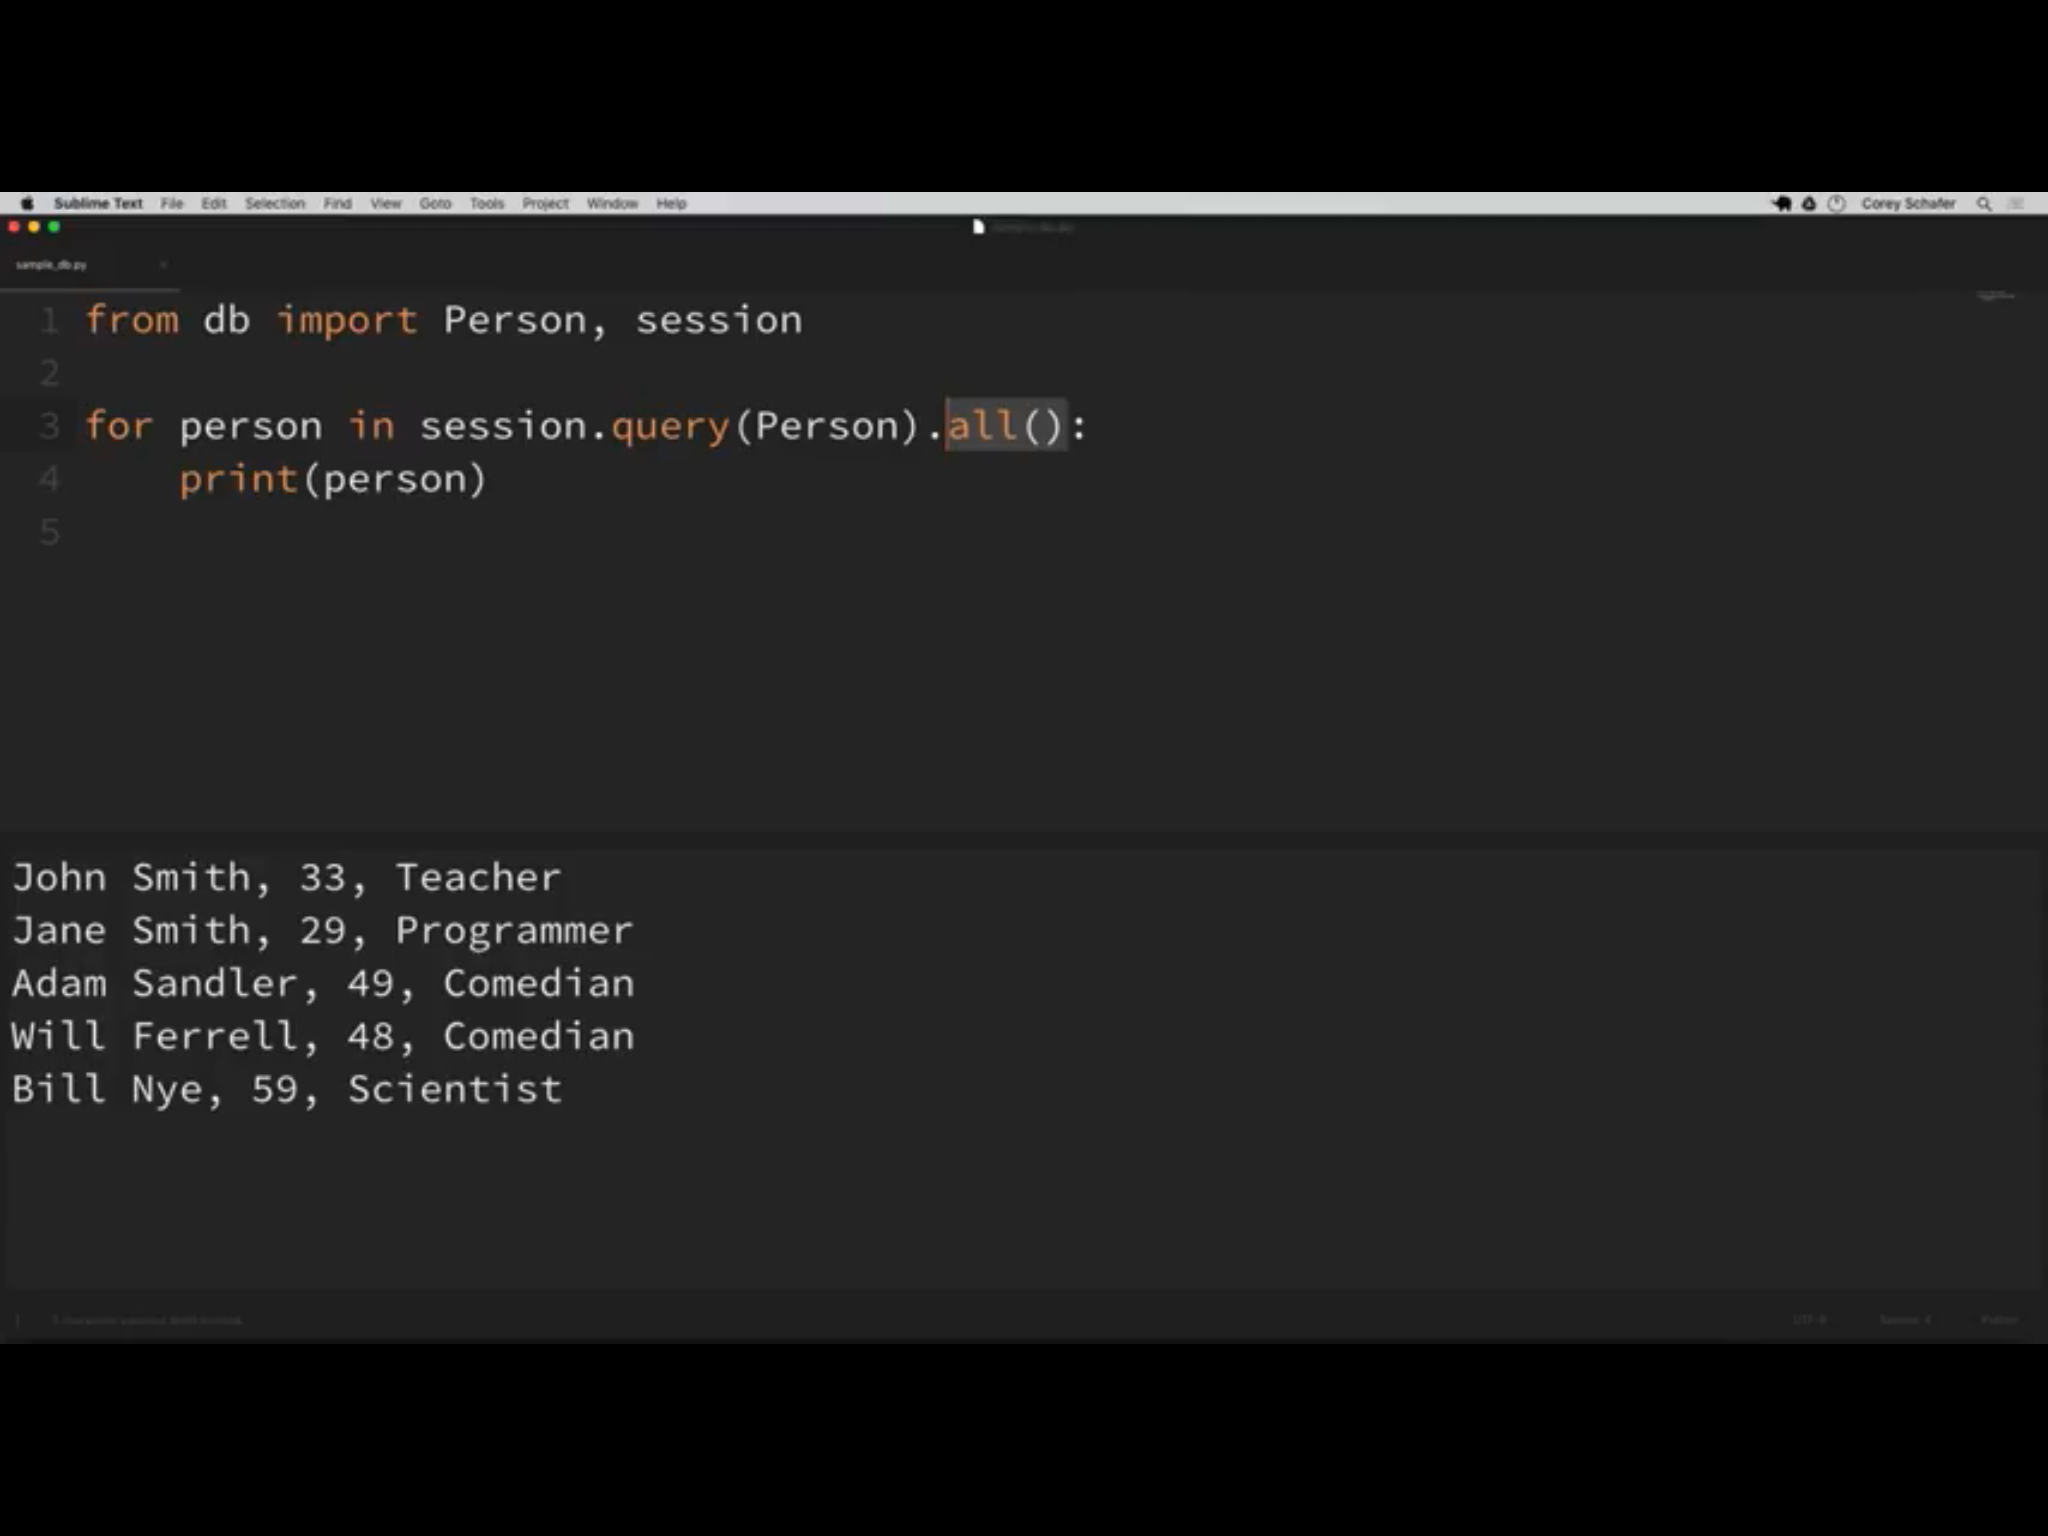 Sublime Text File Edit Selection Find View Goto Tools Project Window Help Corey Schafer
sample_db.py
1 from db import Person, session
2
3 for person in session.query(Person).all():
4     print(person)
5
John Smith, 33, Teacher
Jane Smith, 29, Programmer
Adam Sandler, 49, Comedian
Will Ferrell, 48, Comedian
Bill Nye, 59, Scientist